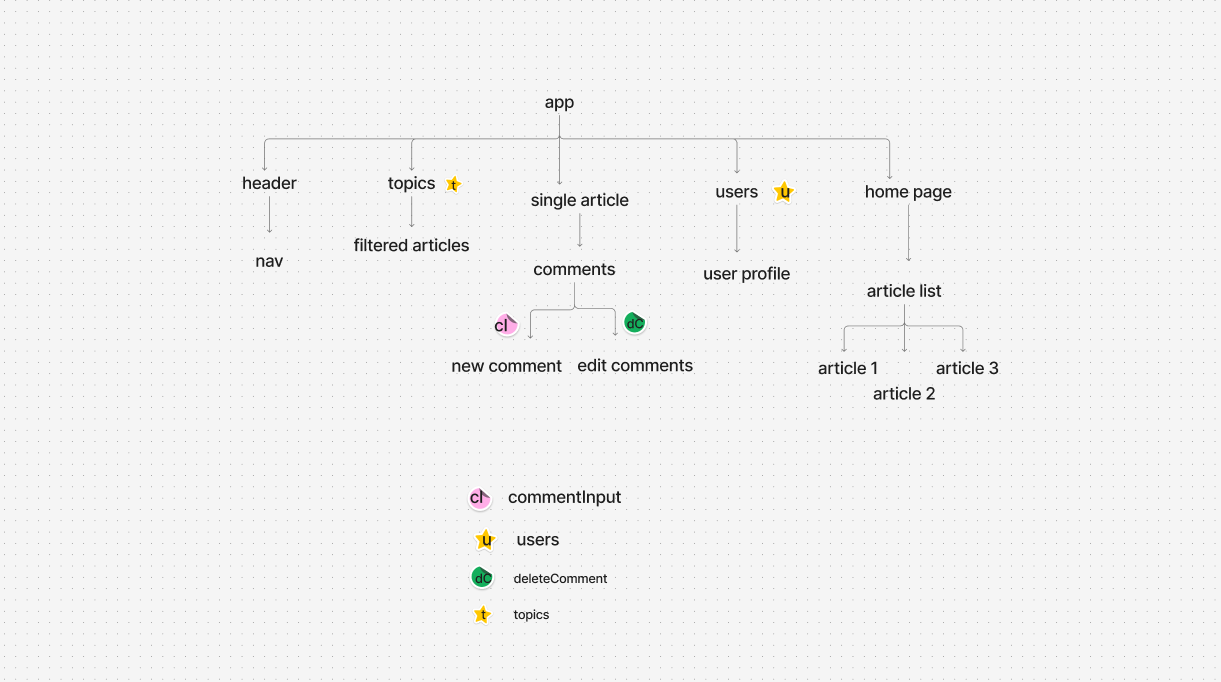 app
header
topics
t
single article
users
u
home page
nav
filtered articles
comments
user profile
article list
cI
dC
new comment
edit comments
article 1
article 2
article 3
cI
commentInput
u
users
dC
deleteComment
t
topics